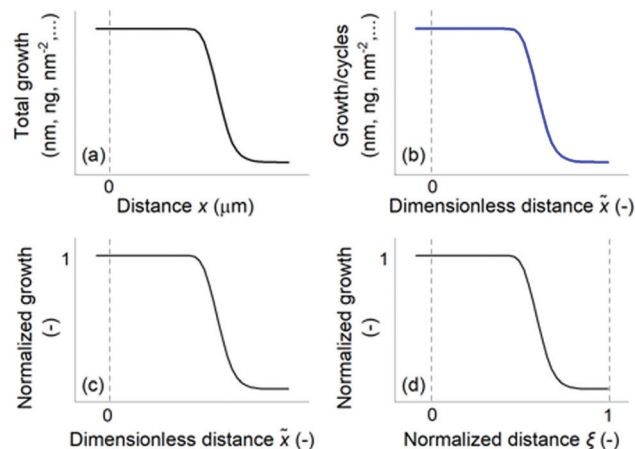 Total growth
(nm, ng, nm-2,...)
(a)
0
Distance x (μm)
Growth/cycles
(nm, ng, nm-2,...)
(b)
0
Dimensionless distance x̃ (-)
Normalized growth
(-)
1
(c)
0
Dimensionless distance x̃ (-)
Normalized growth
(-)
1
(d)
0
1
Normalized distance ξ (-)